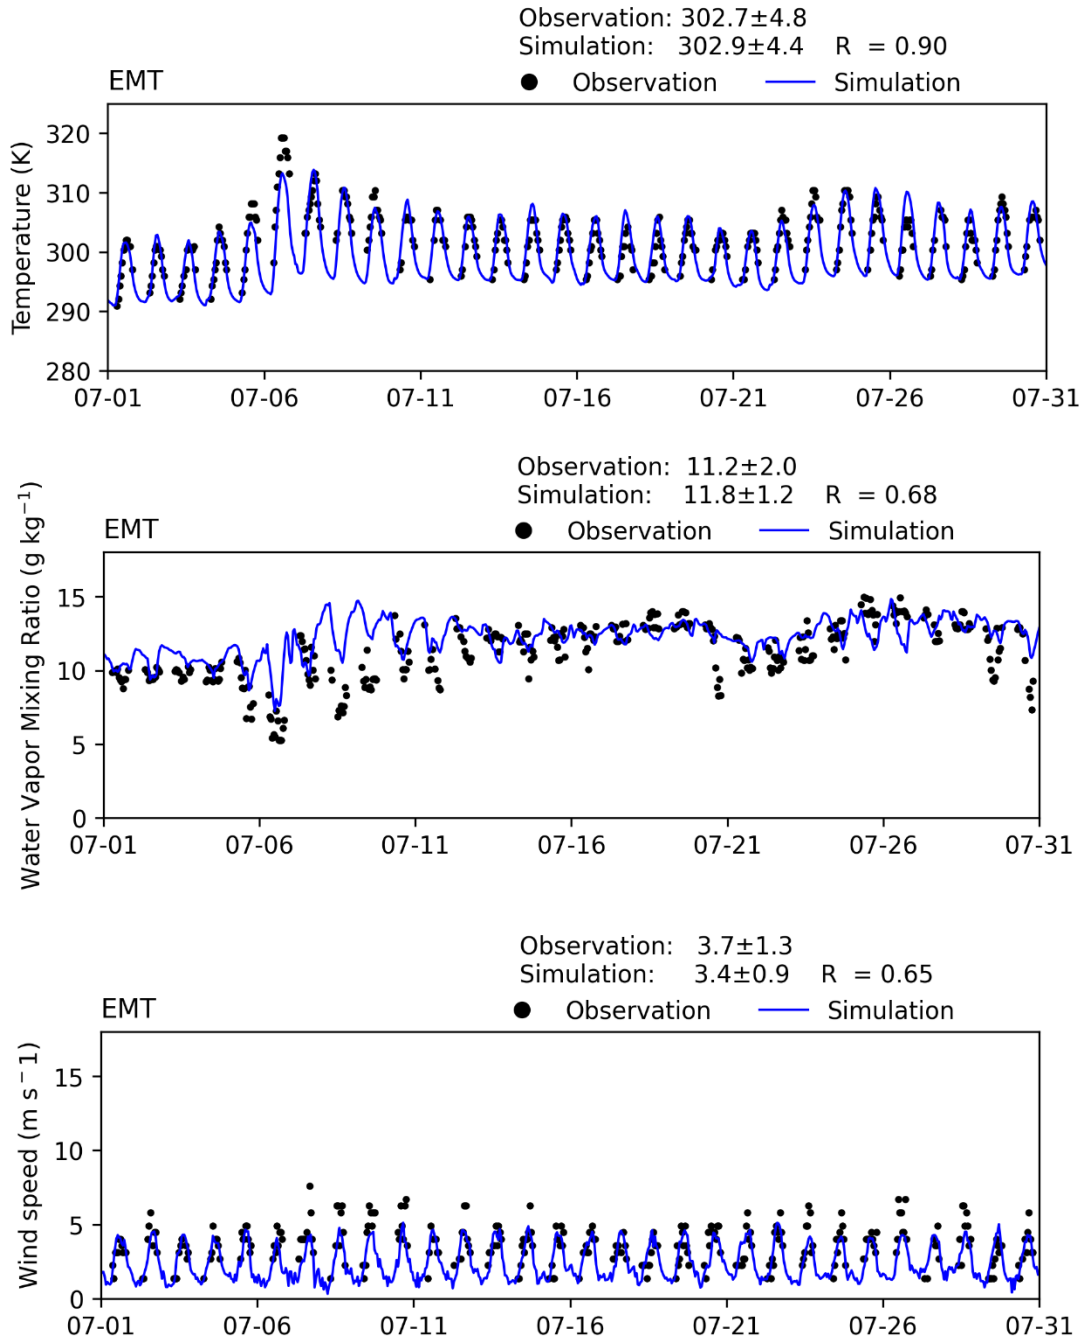 Observation: 302.7±4.8
Simulation: 302.9±4.4 R = 0.90
EMT
Observation Simulation
Temperature (K)
320
310
300
290
280
07-01 07-06 07-11 07-16 07-21 07-26 07-31
Observation: 11.2±2.0
Simulation: 11.8±1.2 R = 0.68
EMT
Observation Simulation
Water Vapor Mixing Ratio (g kg⁻¹)
15
10
5
0
07-01 07-06 07-11 07-16 07-21 07-26 07-31
Observation: 3.7±1.3
Simulation: 3.4±0.9 R = 0.65
EMT
Observation Simulation
Wind speed (m s⁻1)
15
10
5
0
07-01 07-06 07-11 07-16 07-21 07-26 07-31